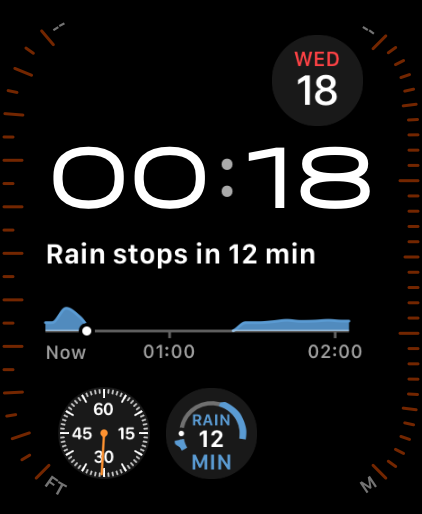 -- --
WED
18
00:18
Rain stops in 12 min
Now 01:00 02:00
60
45 15
30
RAIN
12
MIN
FT M